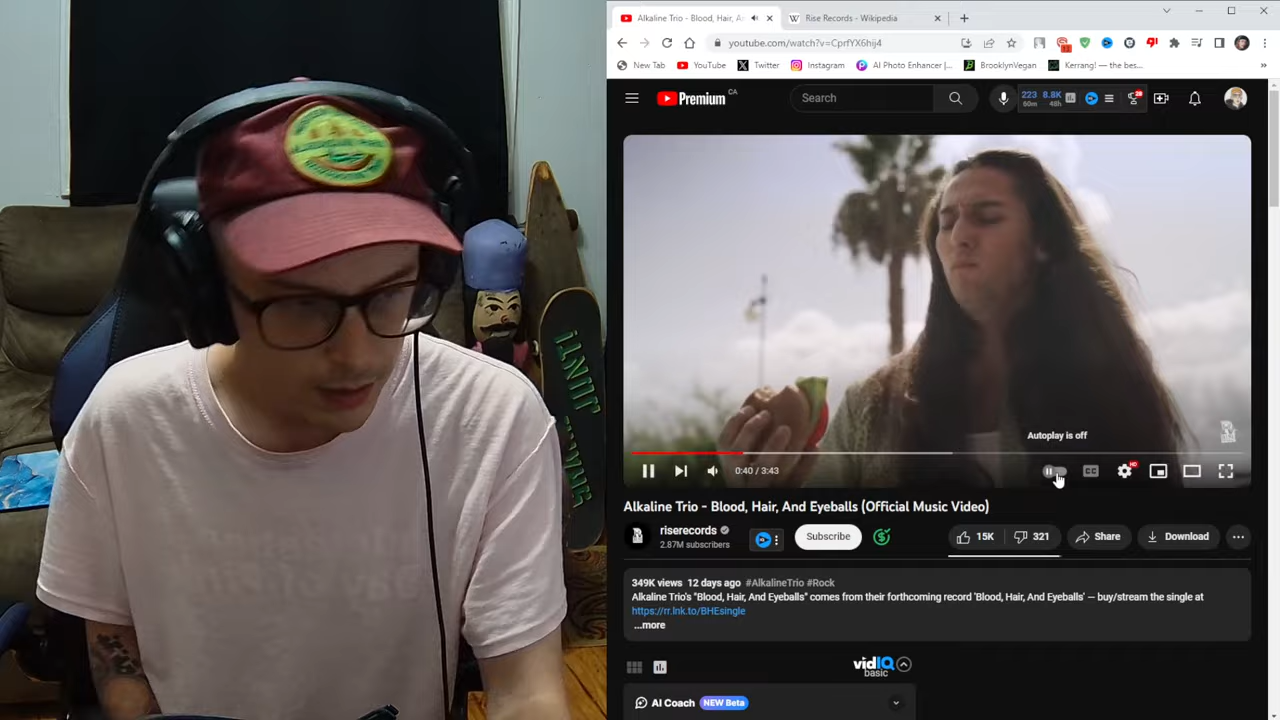 Alkaline Trio - Blood, Hair, A
Rise Records - Wikipedia
youtube.com/watch?v=CprfYX6hij4
New Tab
YouTube
Twitter
Instagram
AI Photo Enhancer |...
BrooklynVegan
Kerrang! — the bes...
Premium CA
Search
223 8.8K
60m 48h
Autoplay is off
0:40 / 3:43
CC
HD
Alkaline Trio - Blood, Hair, And Eyeballs (Official Music Video)
riserecords
2.87M subscribers
Subscribe
15K
321
Share
Download
349K views 12 days ago #AlkalineTrio #Rock
Alkaline Trio's "Blood, Hair, And Eyeballs" comes from their forthcoming record 'Blood, Hair, And Eyeballs' — buy/stream the single at
https://rr.lnk.to/BHEsingle
...more
vidIQ
basic
AI Coach NEW Beta